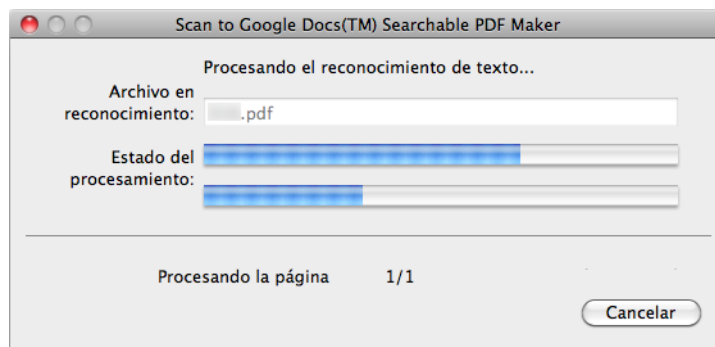 Scan to Google Docs(TM) Searchable PDF Maker
Procesando el reconocimiento de texto...
Archivo en
reconocimiento:
.pdf
Estado del
procesamiento:
Procesando la página 1/1
Cancelar